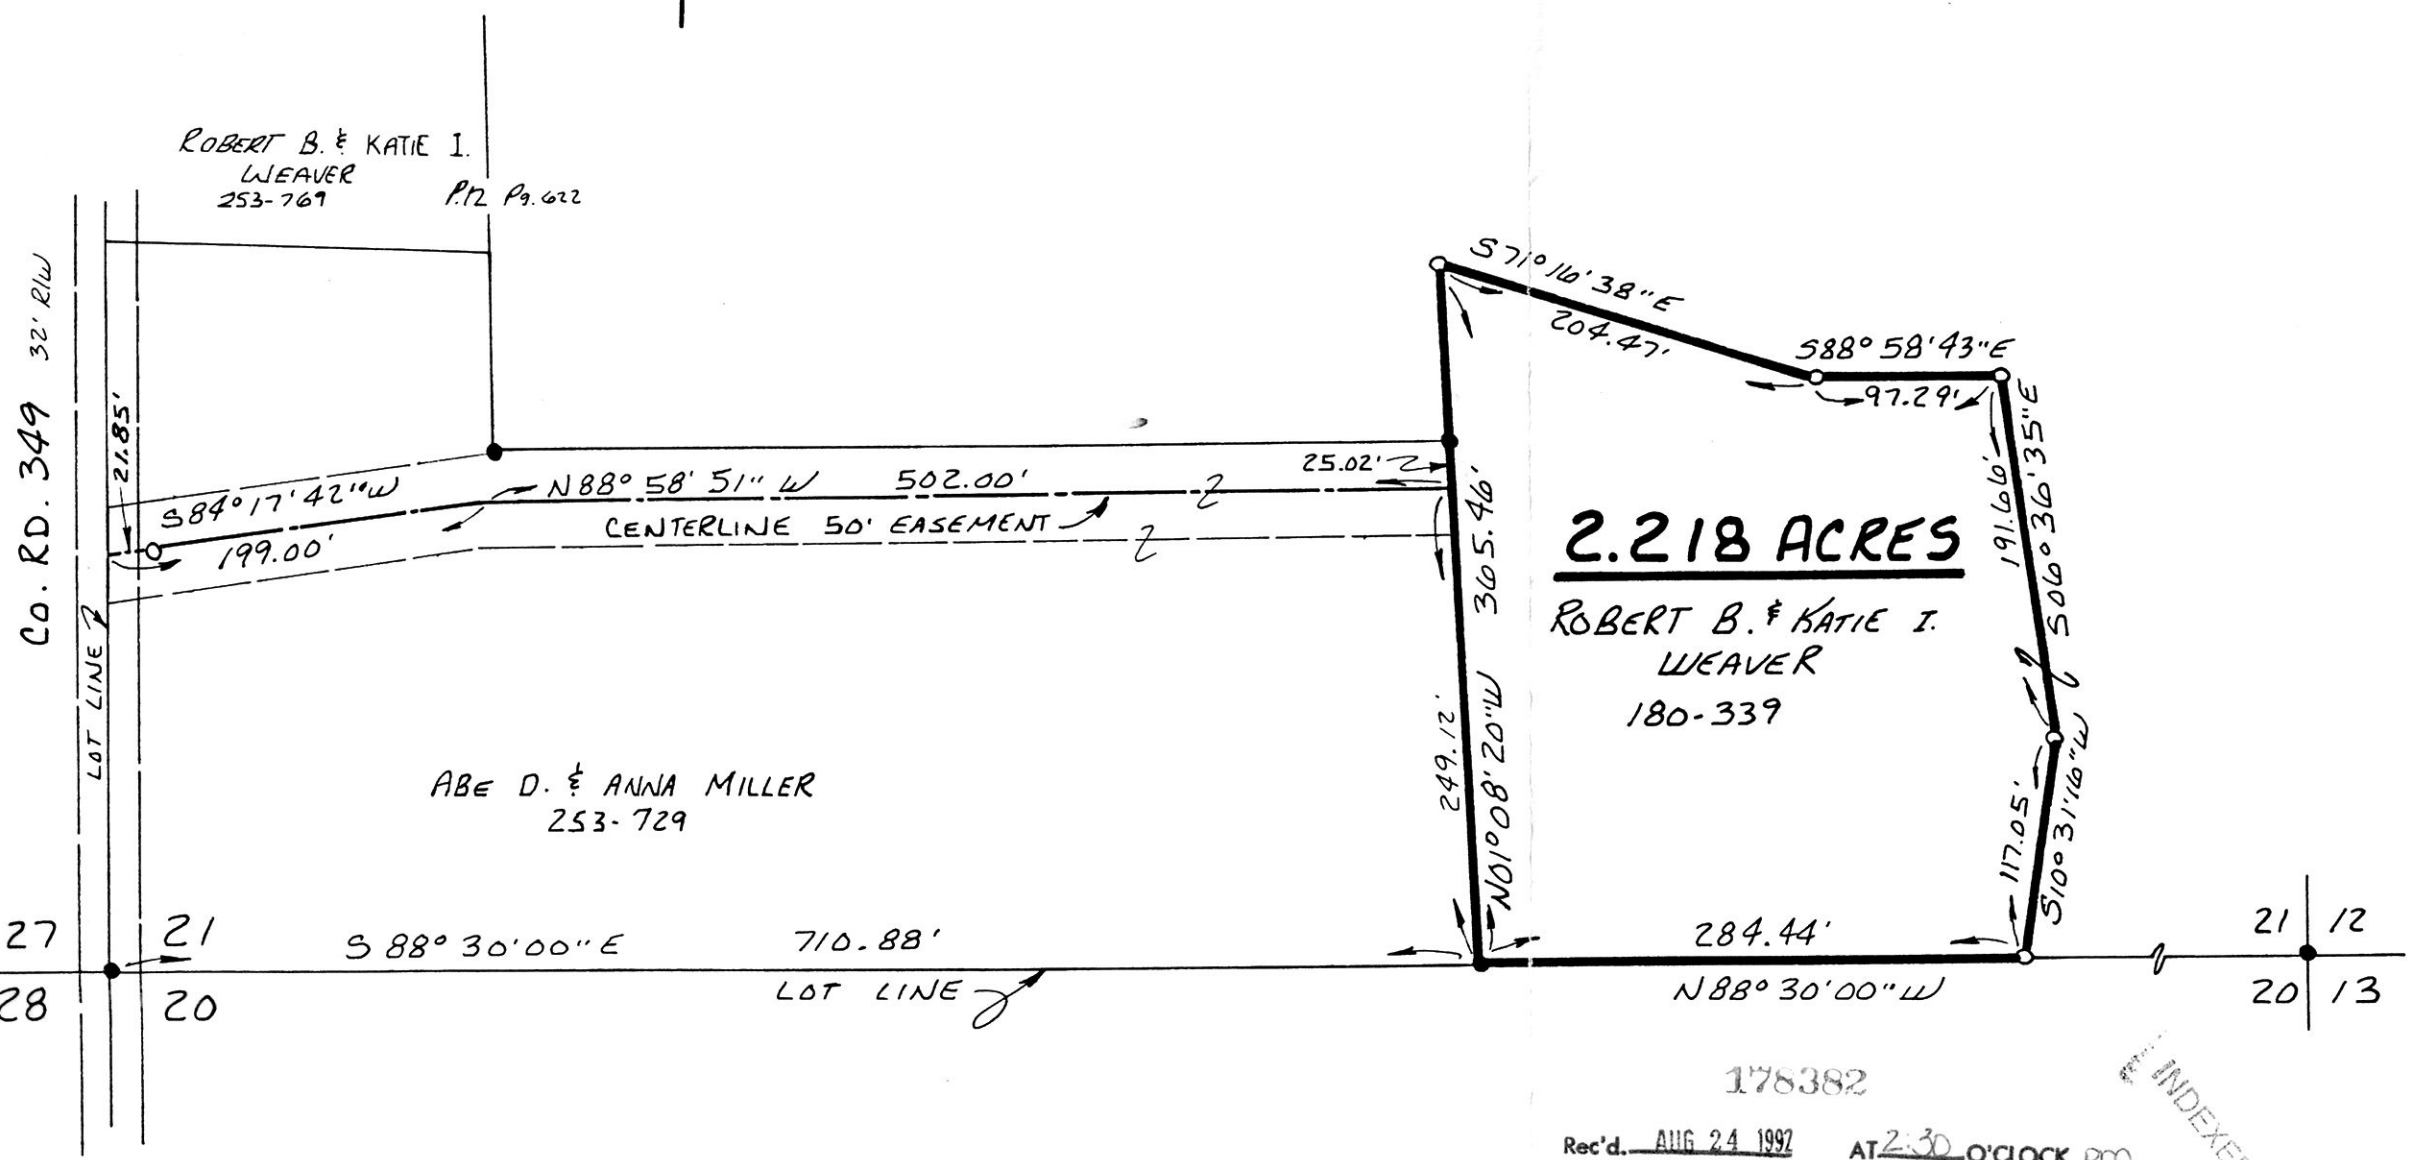 ROBERT B. & KATIE I.
WEAVER
253-769
P.12 Pg. 622
CO. RD. 349 32' R/W
21.85'
S84°17'42"W
199.00'
N88°58'51"W 502.00'
25.02'
CENTERLINE 50' EASEMENT
S71°16'38"E
204.47'
S88°58'43"E
97.29'
191.66'
S06°36'35"E
365.46'
N01°08'20"W
249.12'
2.218 ACRES
ROBERT B. & KATIE I.
WEAVER
180-339
117.05'
S10°31'16"W
LOT LINE
ABE D. & ANNA MILLER
253-729
27 21
28 20
S 88°30'00"E 710.88'
LOT LINE
284.44'
N88°30'00"W
21 12
20 13
178382
INDEXED
Rec'd. AUG 24 1992 AT 2:30 O'CLOCK PM